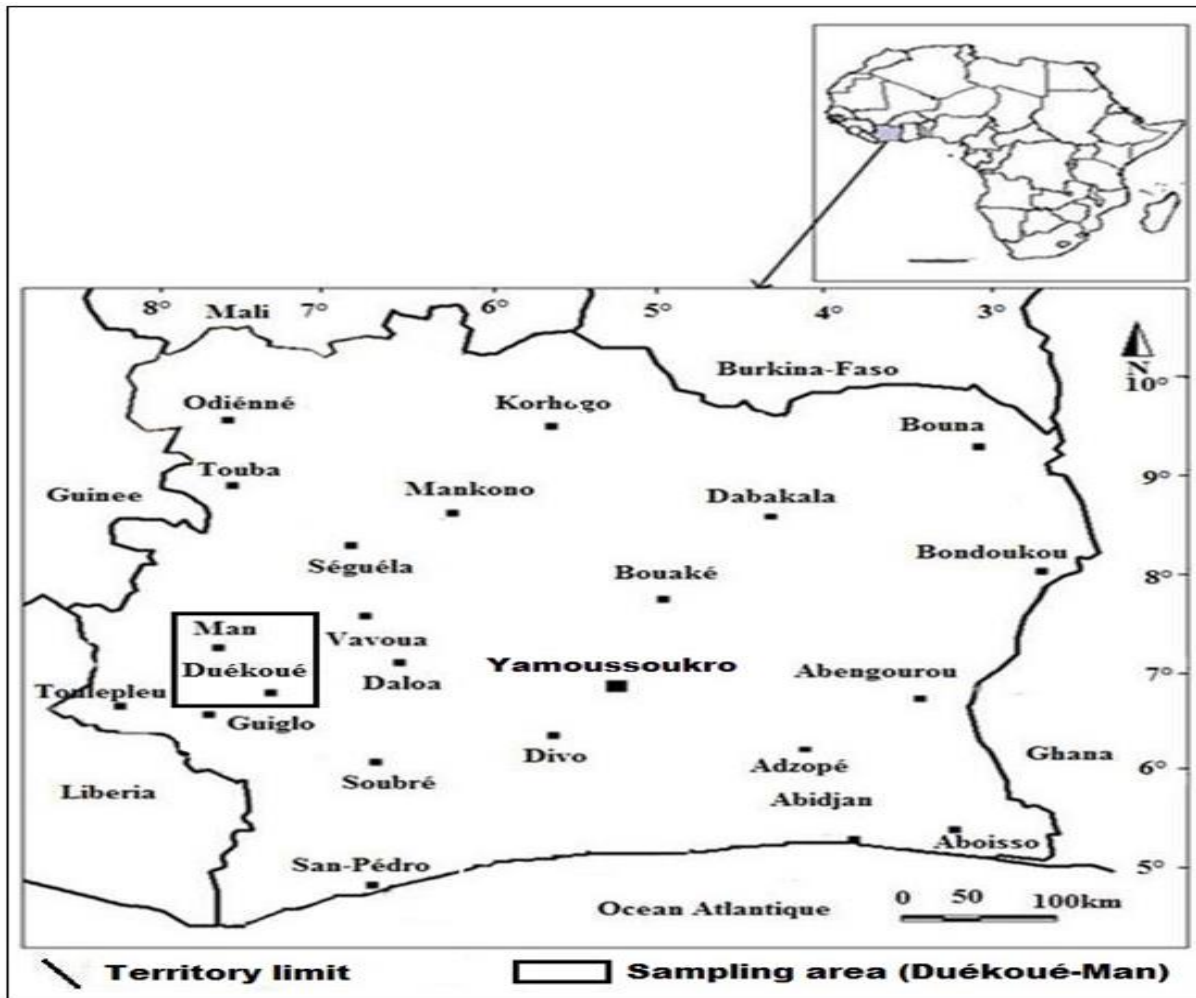 8° 7° 6° 5° 4° 3°
Mali
N
Burkina-Faso
10°
Odiénné
Korhogo
Bouna
Touba
9°
Guinee
Mankono
Dabakala
Bondoukou
Séguéla
Bouaké
8°
Man
Vavoua
Yamoussoukro
Duékoué
Abengourou
7°
Toulepleu
Daloa
Guiglo
Divo
Ghana
Adzopé
6°
Soubré
Liberia
Abidjan
Aboisso
San-Pédro
5°
0 50 100km
Ocean Atlantique
Territory limit
Sampling area (Duékoué-Man)